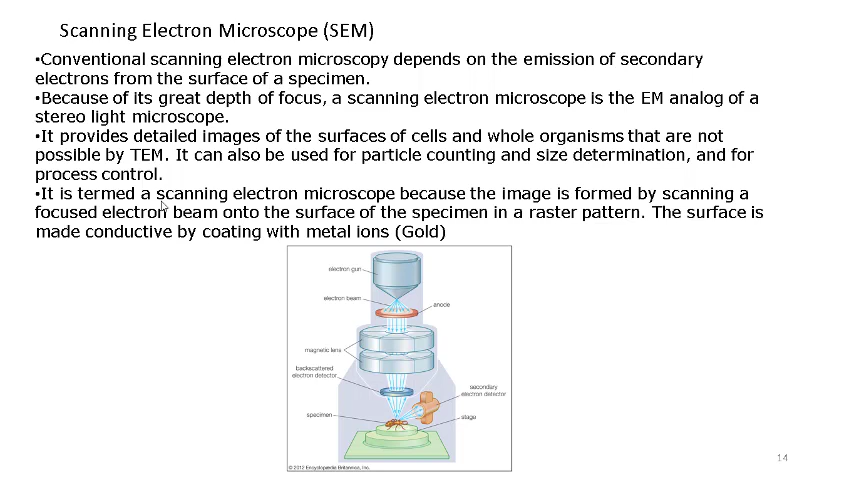 Scanning Electron Microscope (SEM)
•Conventional scanning electron microscopy depends on the emission of secondary
electrons from the surface of a specimen.
•Because of its great depth of focus, a scanning electron microscope is the EM analog of a
stereo light microscope.
•It provides detailed images of the surfaces of cells and whole organisms that are not
possible by TEM. It can also be used for particle counting and size determination, and for
process control.
•It is termed a scanning electron microscope because the image is formed by scanning a
focused electron beam onto the surface of the specimen in a raster pattern. The surface is
made conductive by coating with metal ions (Gold)
electron gun
electron beam
anode
magnetic lens
backscattered
electron detector
secondary
electron detector
specimen
stage
© 2012 Encyclopædia Britannica, Inc.
14